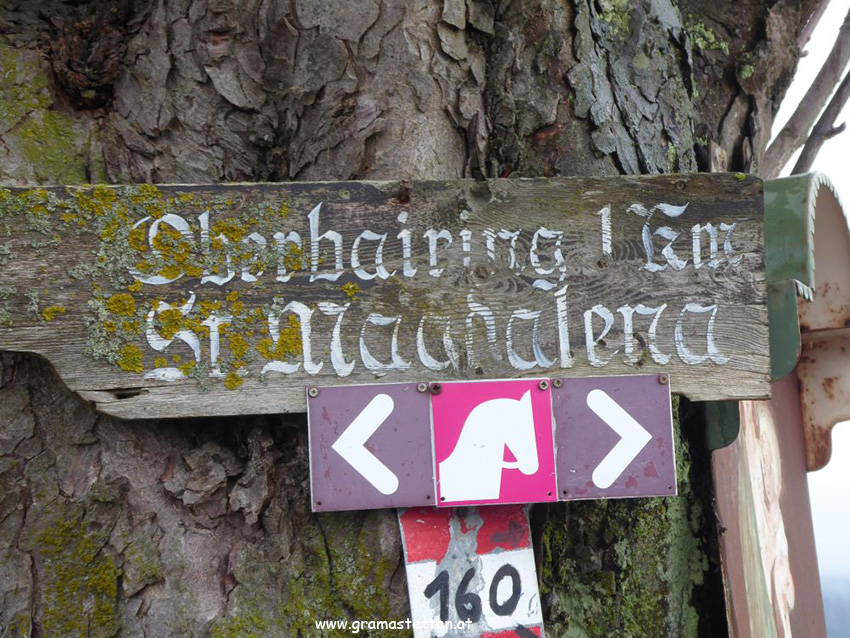 Oberbairing 1 Km
St. Magdalena
160
www.gramastetten.at